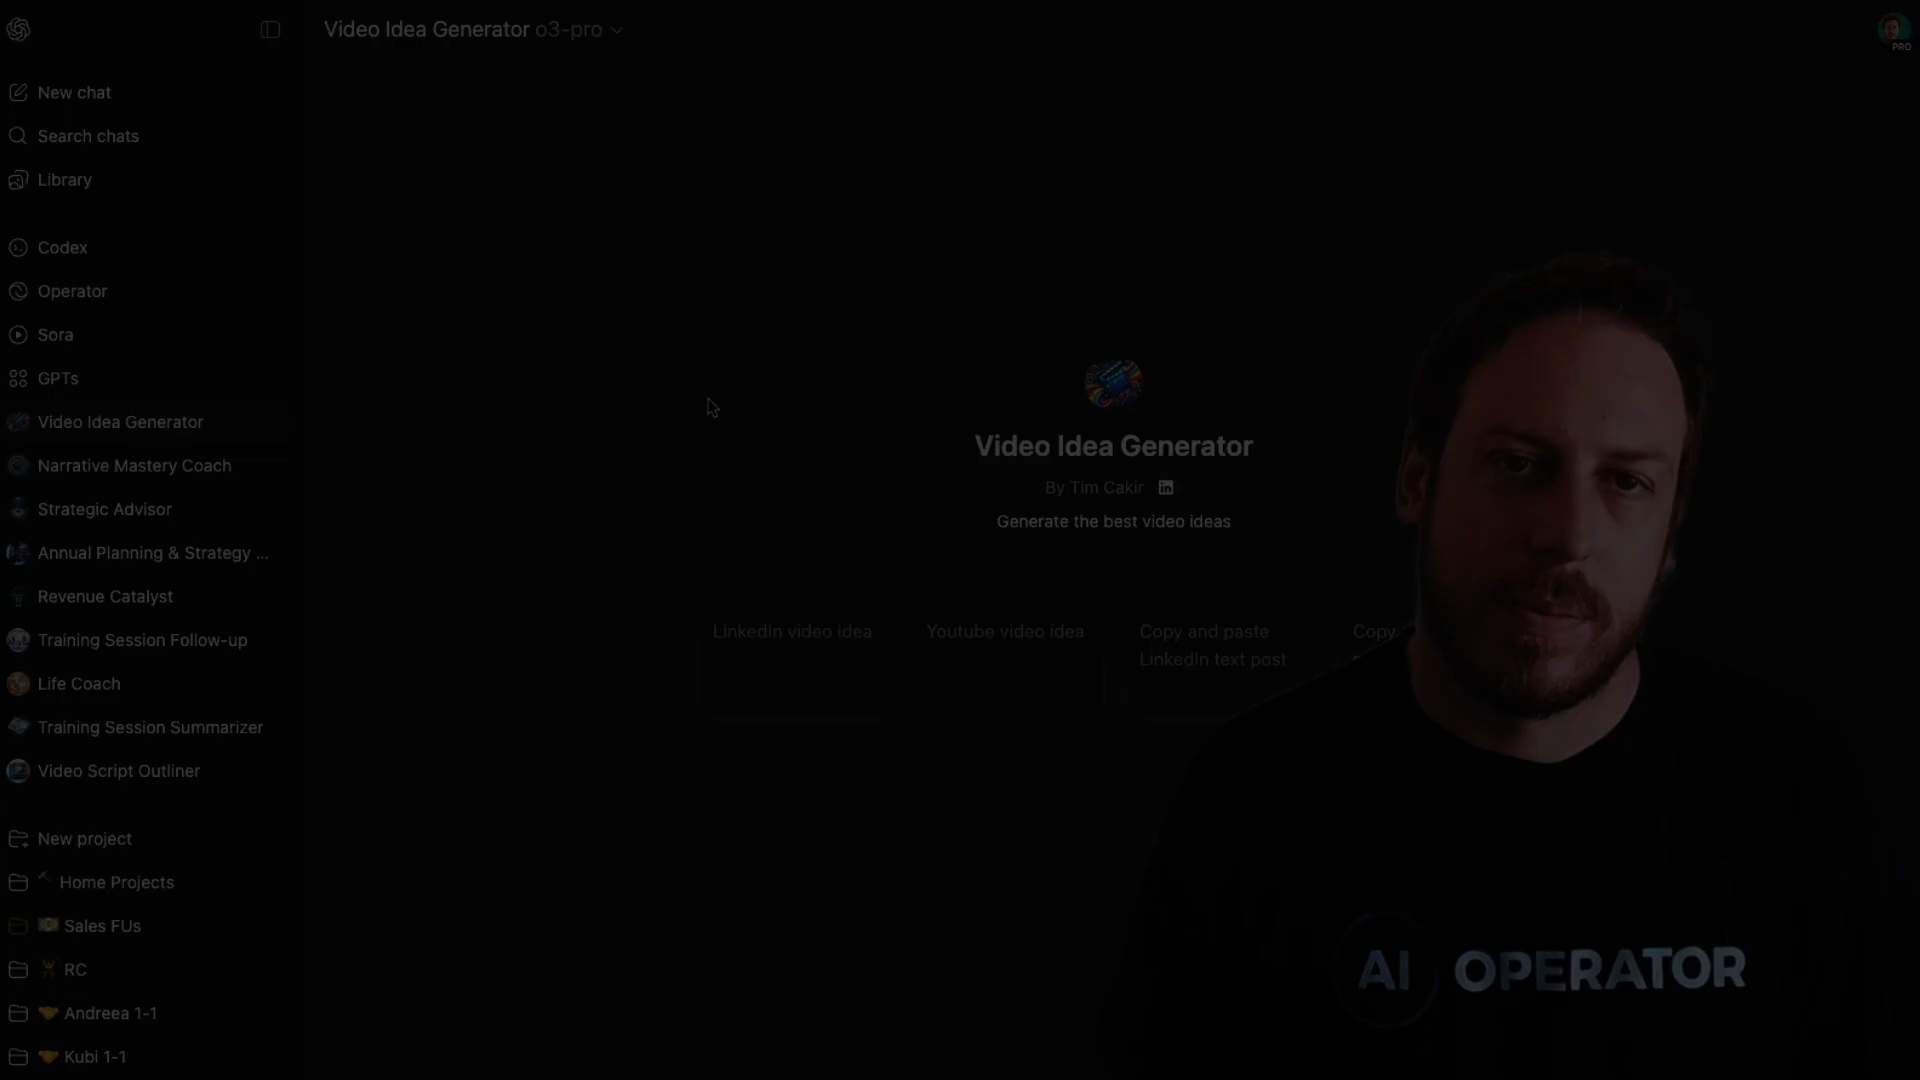 Video Idea Generator o3-pro
PRO
New chat
Search chats
Library
Codex
Operator
Sora
GPTs
Video Idea Generator
Narrative Mastery Coach
Strategic Advisor
Annual Planning & Strategy ...
Revenue Catalyst
Training Session Follow-up
Life Coach
Training Session Summarizer
Video Script Outliner
New project
Home Projects
Sales FUs
RC
Andreea 1-1
Kubi 1-1
Video Idea Generator
By Tim Cakir in
Generate the best video ideas
LinkedIn video idea
Youtube video idea
Copy and paste
LinkedIn text post
Copy
AI OPERATOR